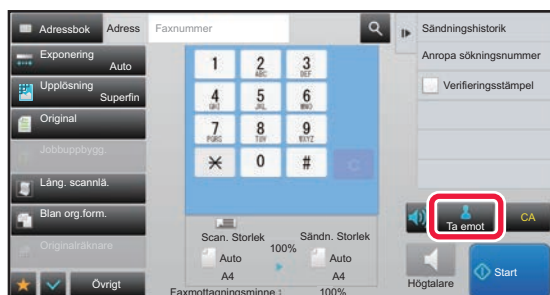 Adressbok
Adress
Faxnummer
Exponering
Auto
Upplösning
Superfin
Original
Jobbuppbygg.
Lång. scannlä.
Blan org.form.
Originalräknare
Övrigt
1
2 ABC
3 DEF
4 GHI
5 JKL
6 MNO
7 PQRS
8 TUV
9 WXYZ
0
#
C
Scan. Storlek
100%
Sändn. Storlek
Auto
A4
Auto
A4
Faxmottagningsminne : 100%
Sändningshistorik
Anropa sökningsnummer
Verifieringsstämpel
Ta emot
CA
Högtalare
Start